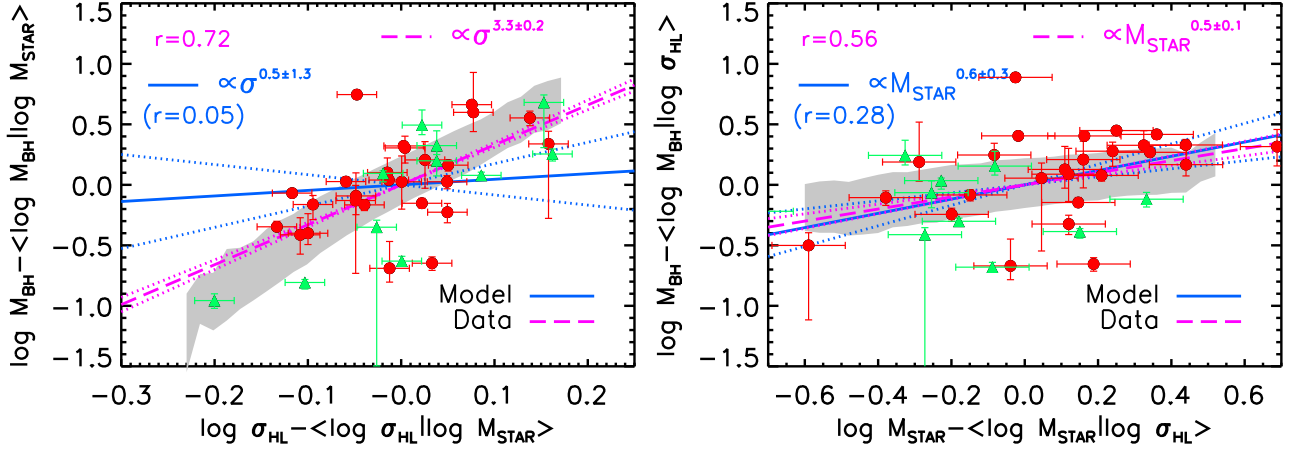 log M_BH−<log M_BH|log M_STAR>
1.5
1.0
0.5
0.0
−0.5
−1.0
−1.5
r=0.72
∝σ^3.3±0.2
∝σ^0.5±1.3
(r=0.05)
Model
Data
−0.3 −0.2 −0.1 −0.0 0.1 0.2
log σ_HL−<log σ_HL|log M_STAR>
log M_BH−<log M_BH|log σ_HL>
1.5
1.0
0.5
0.0
−0.5
−1.0
−1.5
r=0.56
∝M_STAR^0.5±0.1
∝M_STAR^0.6±0.3
(r=0.28)
Model
Data
−0.6 −0.4 −0.2 0.0 0.2 0.4 0.6
log M_STAR−<log M_STAR|log σ_HL>